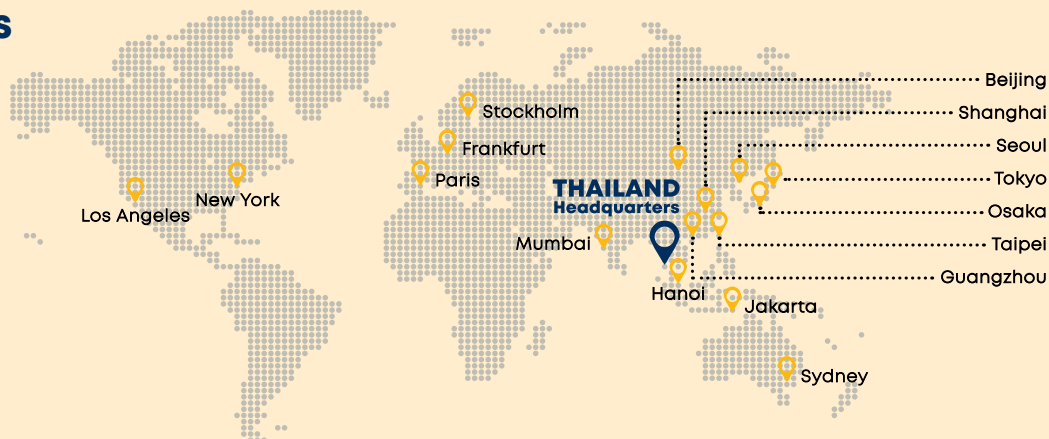 s
Beijing
Shanghai
Stockholm
Seoul
Frankfurt
Tokyo
Paris
THAILAND
Headquarters
New York
Los Angeles
Osaka
Mumbai
Taipei
Guangzhou
Hanoi
Jakarta
Sydney